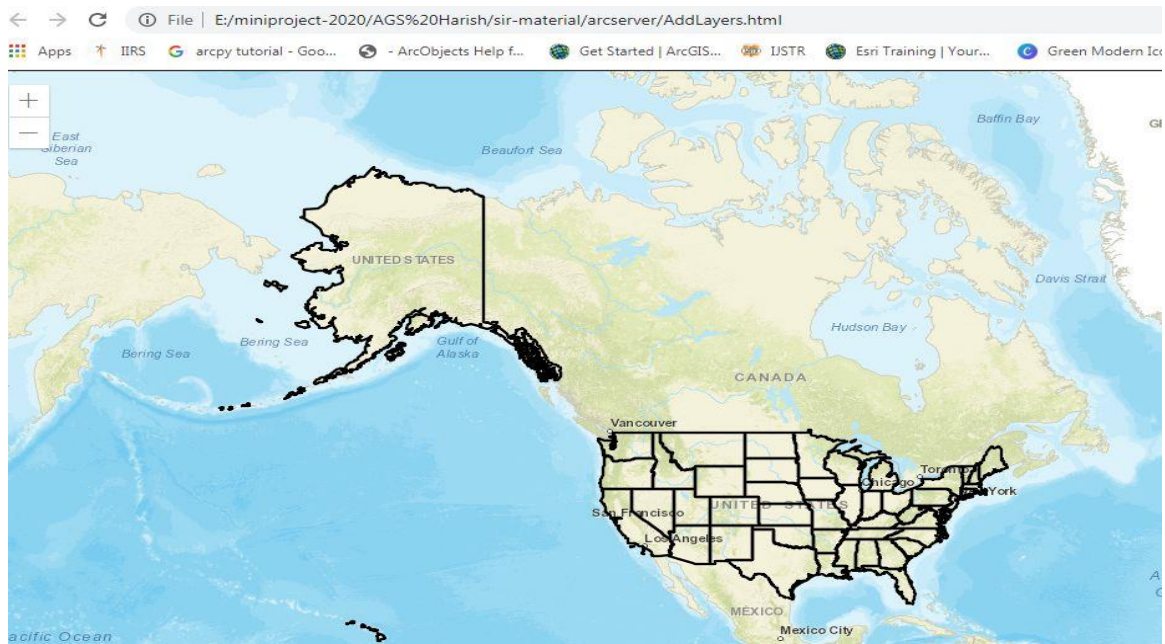 File | E:/miniproject-2020/AGS%20Harish/sir-material/arcserver/AddLayers.html
Apps IIRS arcpy tutorial - Goo... - ArcObjects Help f... Get Started | ArcGIS... IJSTR Esri Training | Your... Green Modern Ico
+
−
East
Siberian
Sea
Beaufort Sea
Baffin Bay
UNITED STATES
Davis Strait
Bering Sea
Bering Sea
Gulf of
Alaska
Hudson Bay
CANADA
Vancouver
Toronto
Chicago
York
San Francisco
UNITED STATES
Los Angeles
MÉXICO
Mexico City
acific Ocean